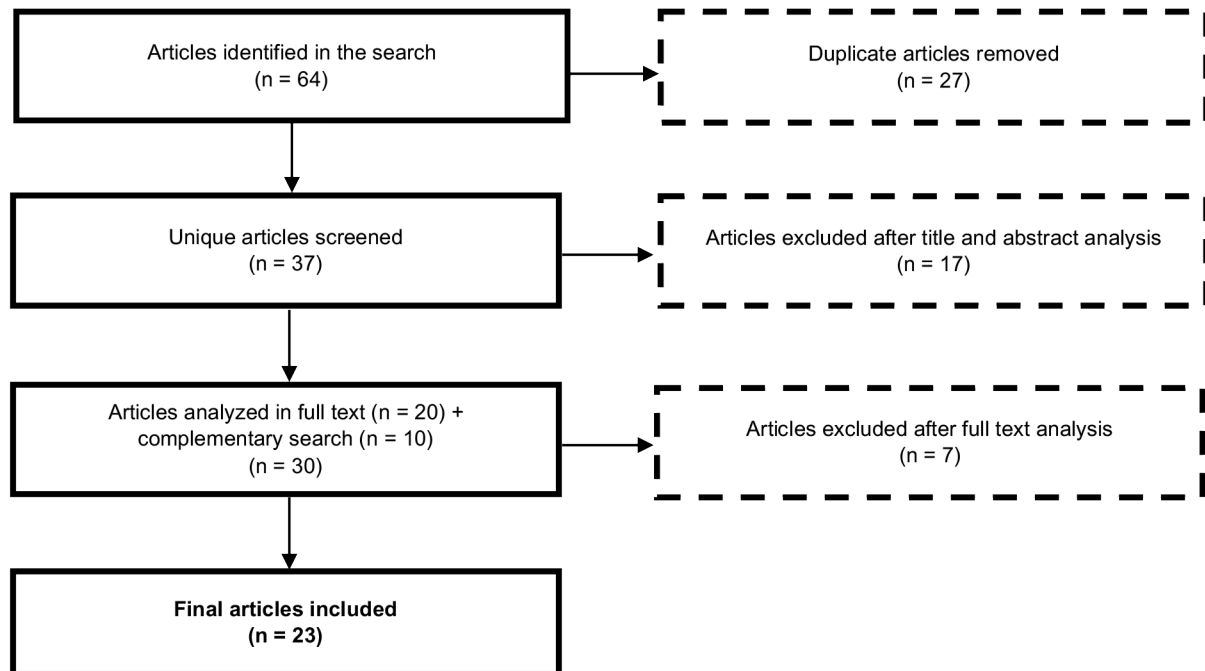 Articles identified in the search
(n = 64)
Duplicate articles removed
(n = 27)
Unique articles screened
(n = 37)
Articles excluded after title and abstract analysis
(n = 17)
Articles analyzed in full text (n = 20) +
complementary search (n = 10)
(n = 30)
Articles excluded after full text analysis
(n = 7)
Final articles included
(n = 23)